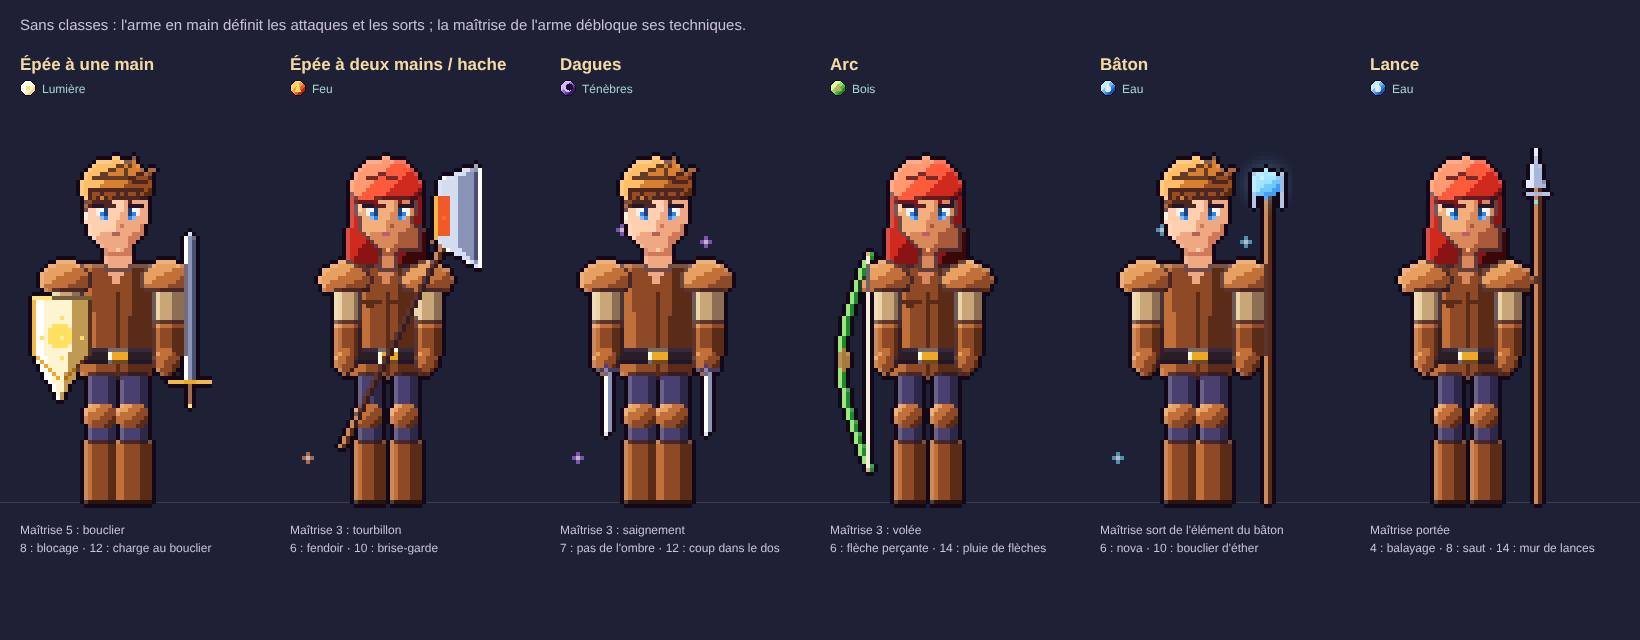 Sans classes : l'arme en main définit les attaques et les sorts ; la maîtrise de l'arme débloque ses techniques.
Épée à une main
Lumière
Maîtrise 5 : bouclier
8 : blocage · 12 : charge au bouclier
Épée à deux mains / hache
Feu
Maîtrise 3 : tourbillon
6 : fendoir · 10 : brise-garde
Dagues
Ténèbres
Maîtrise 3 : saignement
7 : pas de l'ombre · 12 : coup dans le dos
Arc
Bois
Maîtrise 3 : volée
6 : flèche perçante · 14 : pluie de flèches
Bâton
Eau
Maîtrise sort de l'élément du bâton
6 : nova · 10 : bouclier d'éther
Lance
Eau
Maîtrise portée
4 : balayage · 8 : saut · 14 : mur de lances